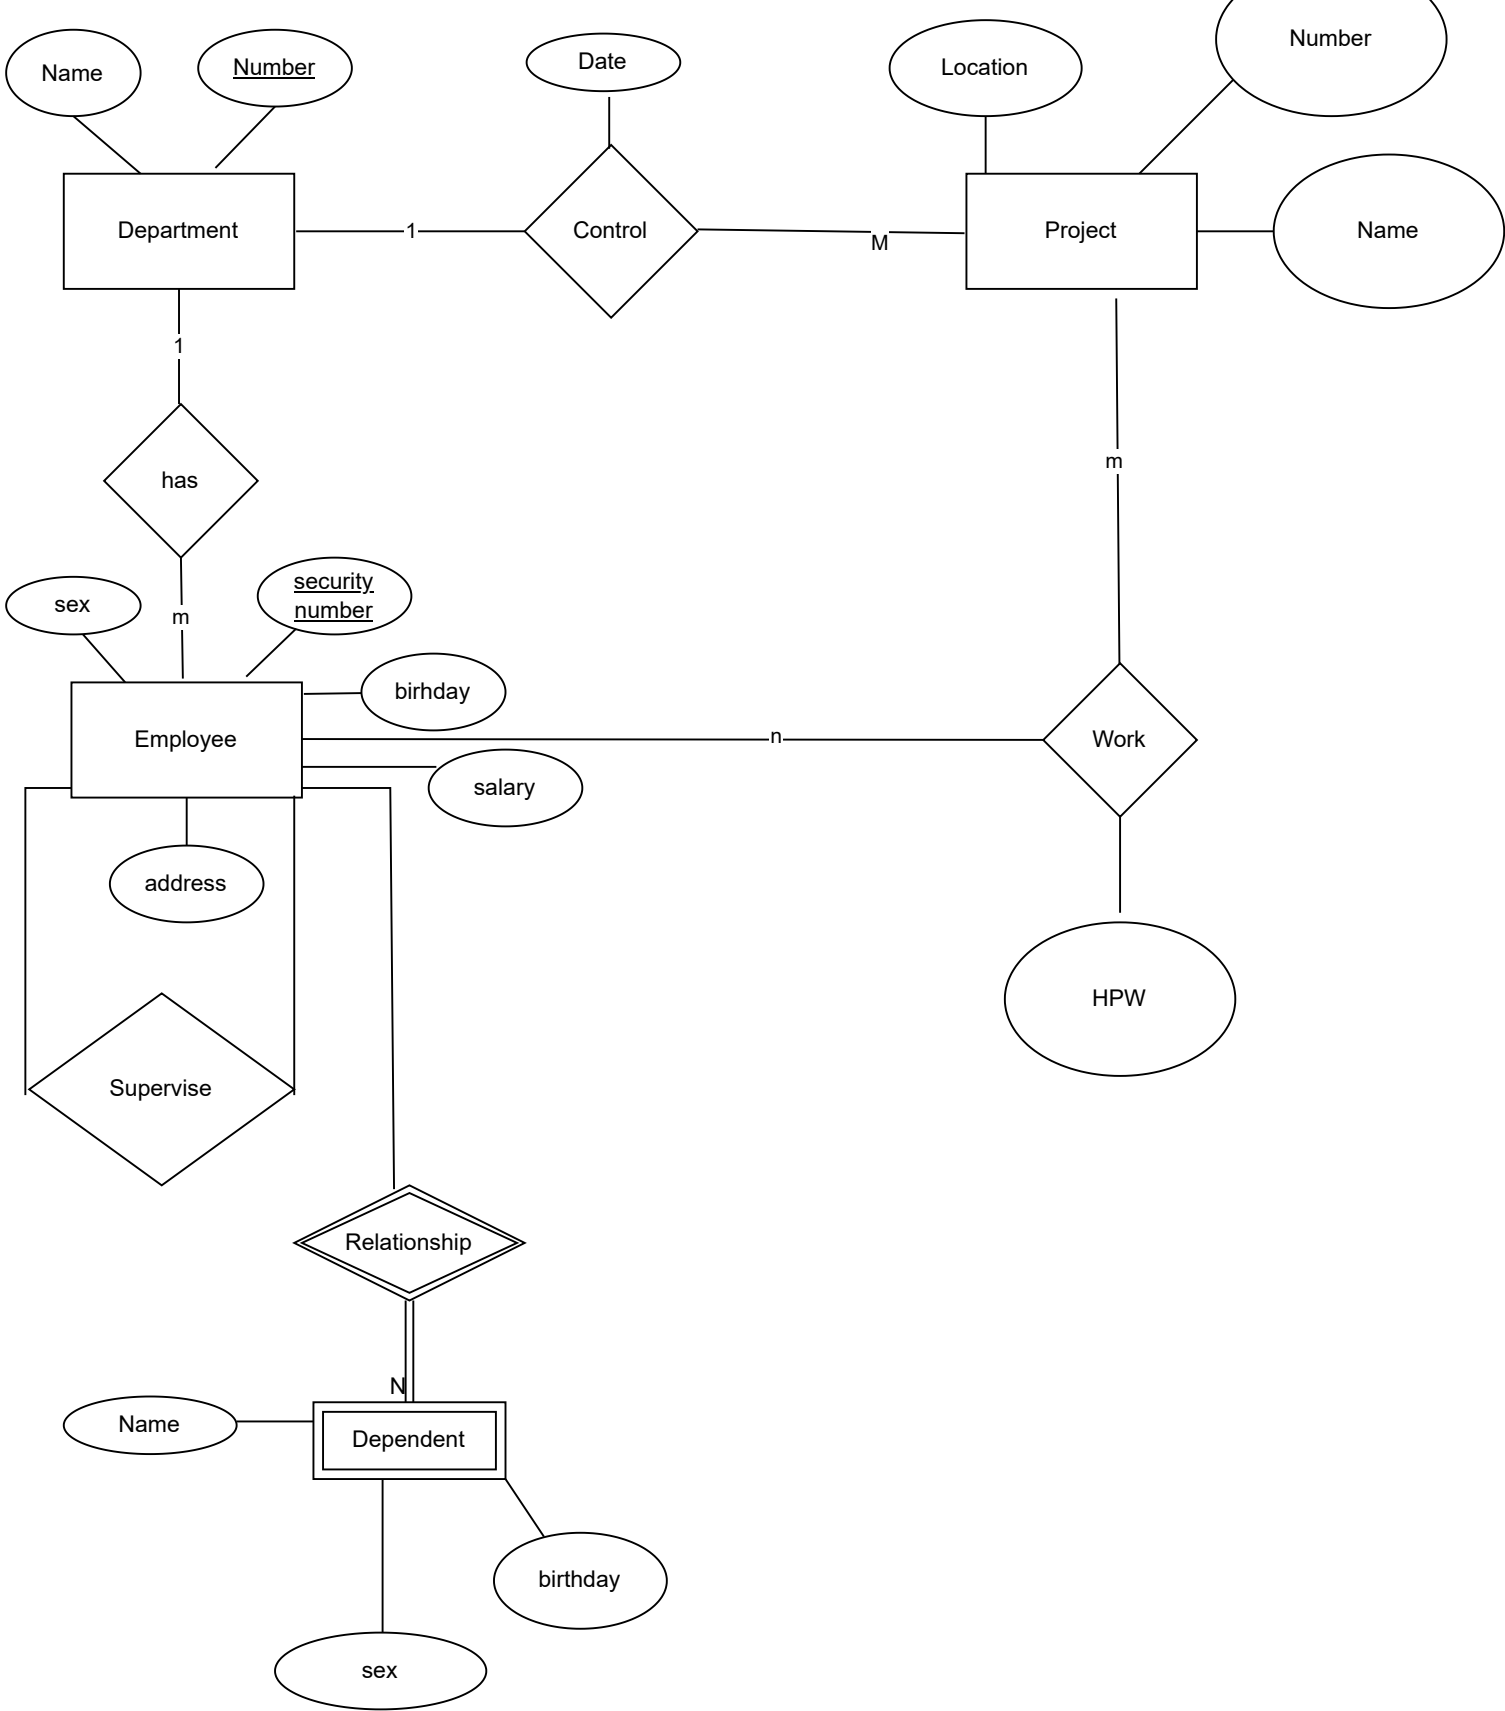 Number
Date
Name
Number
Location
Department
1
Control
M
Project
Name
1
m
has
security
number
sex
m
birhday
Employee
n
Work
salary
address
HPW
Supervise
Relationship
N
Name
Dependent
birthday
sex